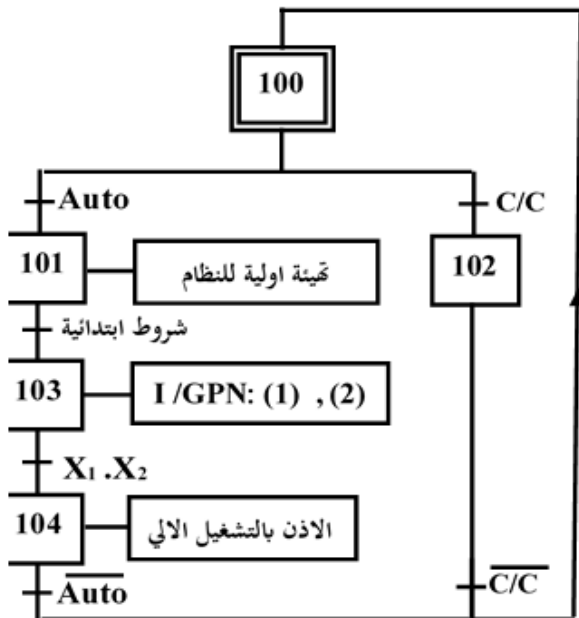 100
Auto
C/C
101
تهيئة اولية للنظام
102
شروط ابتدائية
103
I /GPN: (1) , (2)
X₁ .X₂
104
الاذن بالتشغيل الالي
A̅u̅t̅o̅
C̅/̅C̅